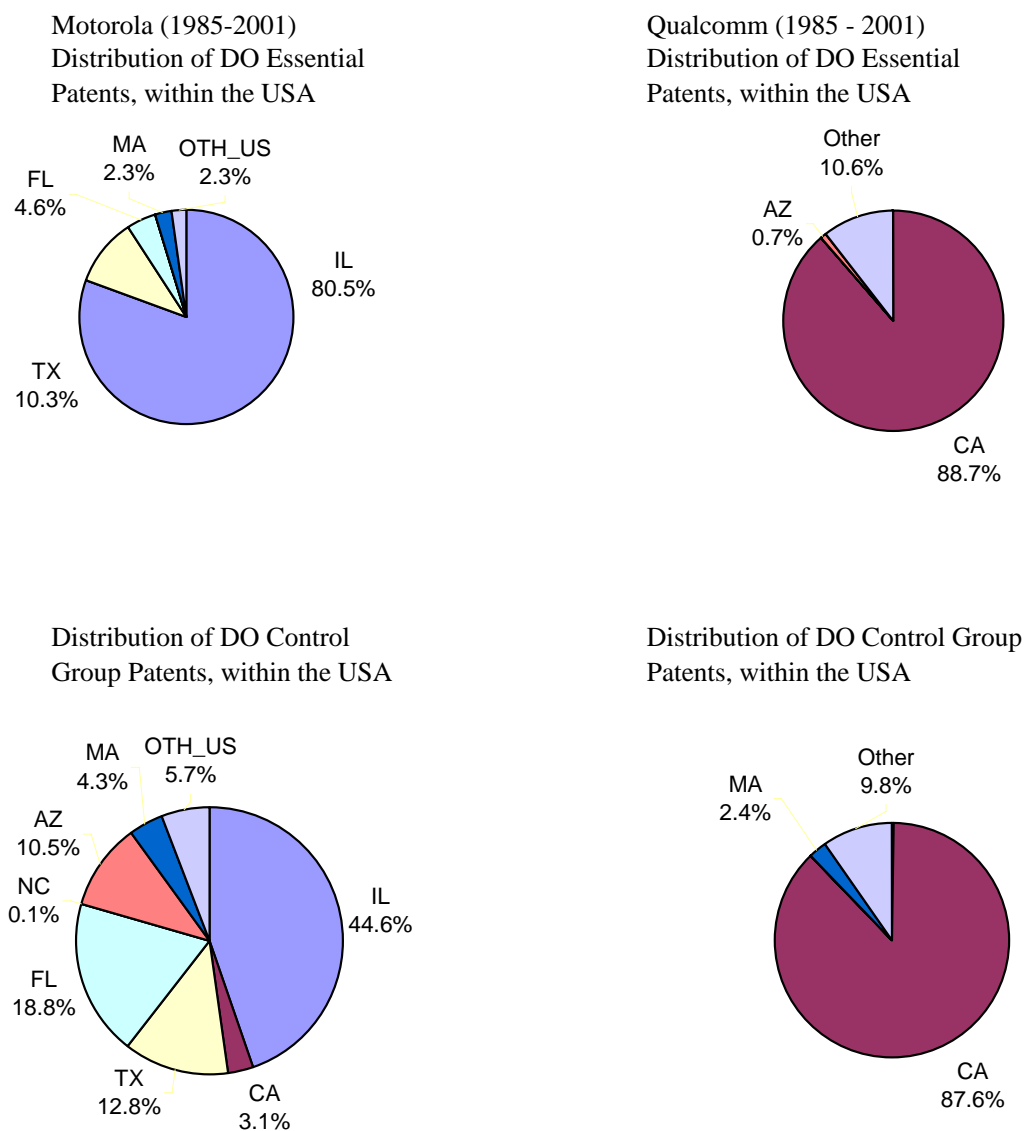 Motorola (1985-2001)
Distribution of DO Essential
Patents, within the USA
MA
2.3%
OTH_US
2.3%
FL
4.6%
IL
80.5%
TX
10.3%
Qualcomm (1985 - 2001)
Distribution of DO Essential
Patents, within the USA
Other
10.6%
AZ
0.7%
CA
88.7%
Distribution of DO Control
Group Patents, within the USA
MA
4.3%
OTH_US
5.7%
AZ
10.5%
NC
0.1%
IL
44.6%
FL
18.8%
TX
12.8%
CA
3.1%
Distribution of DO Control Group
Patents, within the USA
Other
9.8%
MA
2.4%
CA
87.6%